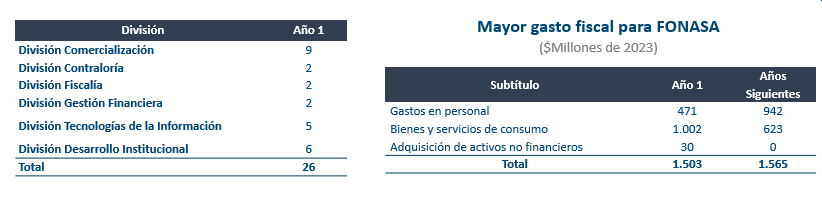 División Año 1
División Comercialización 9
División Contraloría 2
División Fiscalía 2
División Gestión Financiera 2
División Tecnologías de la Información 5
División Desarrollo Institucional 6
Total 26
Mayor gasto fiscal para FONASA
($Millones de 2023)
Subtítulo Año 1 Años
Siguientes
Gastos en personal 471 942
Bienes y servicios de consumo 1.002 623
Adquisición de activos no financieros 30 0
Total 1.503 1.565